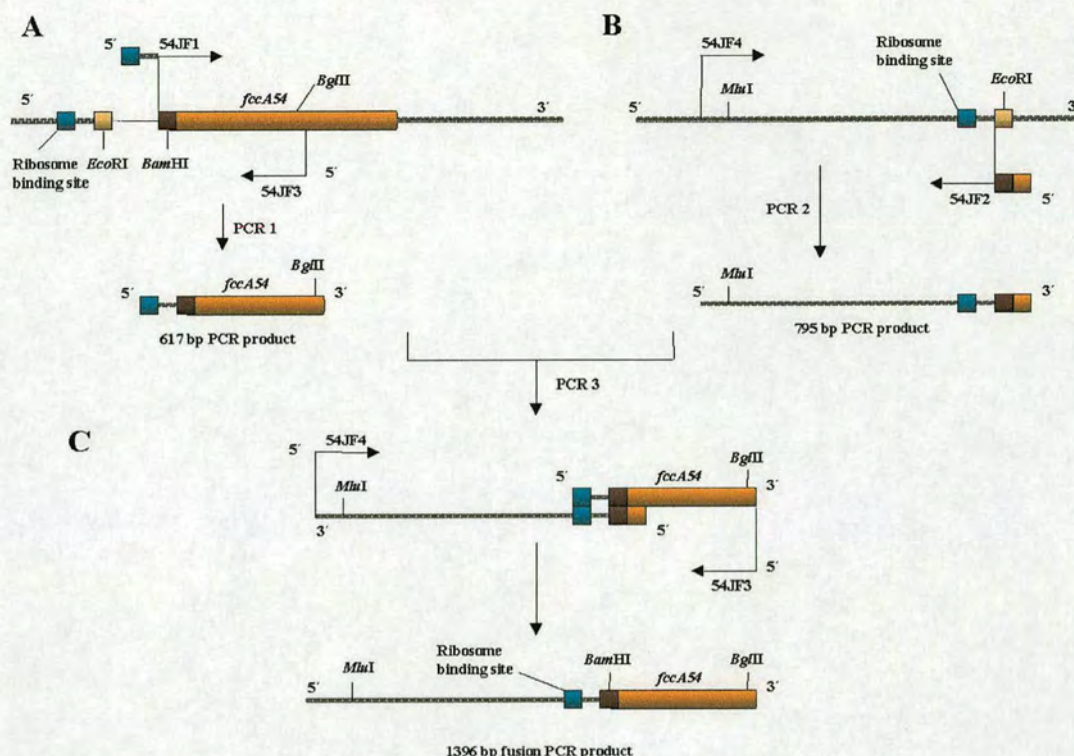 A
5′
54JF1
BglII
5′
fccA54
3′
Ribosome
binding site
EcoRI
BamHI
54JF3
5′
PCR 1
BglII
5′
fccA54
3′
617 bp PCR product
B
54JF4
Ribosome
binding site
MluI
EcoRI
5′
3′
54JF2
5′
PCR 2
MluI
5′
3′
795 bp PCR product
PCR 3
C
5′
54JF4
BglII
MluI
5′
fccA54
3′
3′
5′
5′
54JF3
Ribosome
binding site
BamHI
BglII
MluI
5′
fccA54
3′
1396 bp fusion PCR product